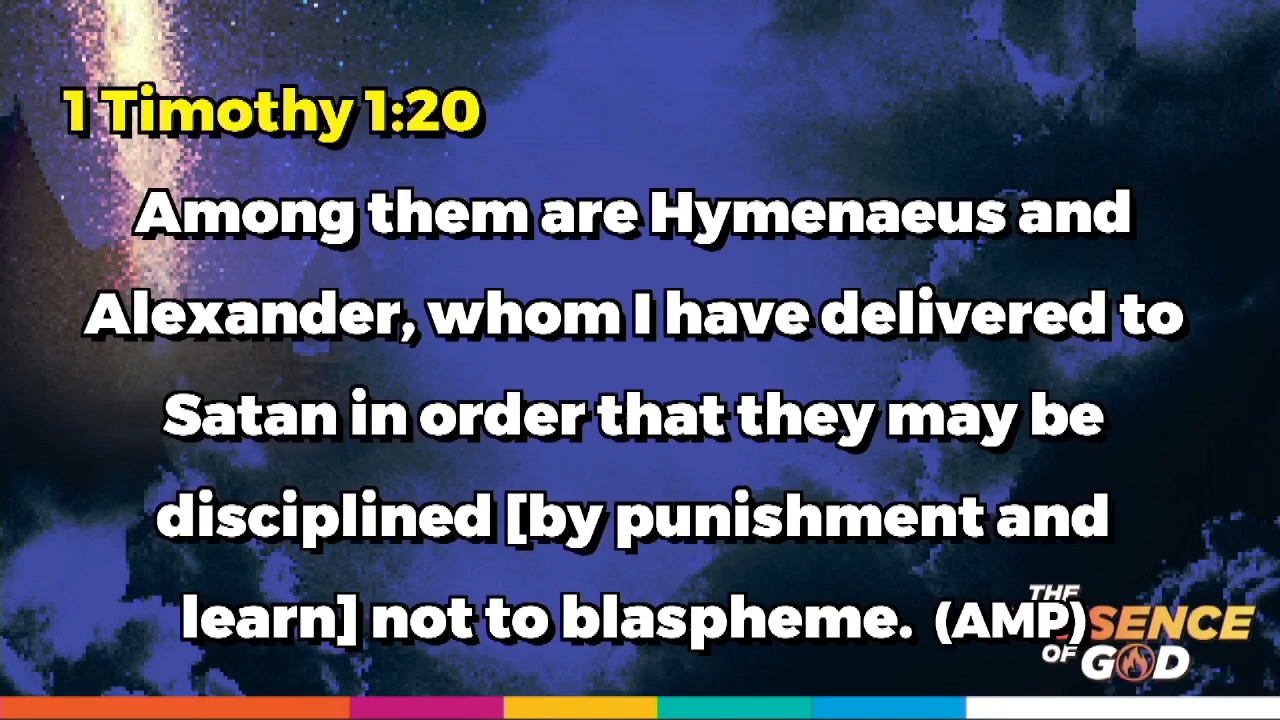 1 Timothy 1:20
Among them are Hymenaeus and
Alexander, whom I have delivered to
Satan in order that they may be
disciplined [by punishment and
learn] not to blaspheme. (AMP)
THE
SENCE
OF GOD